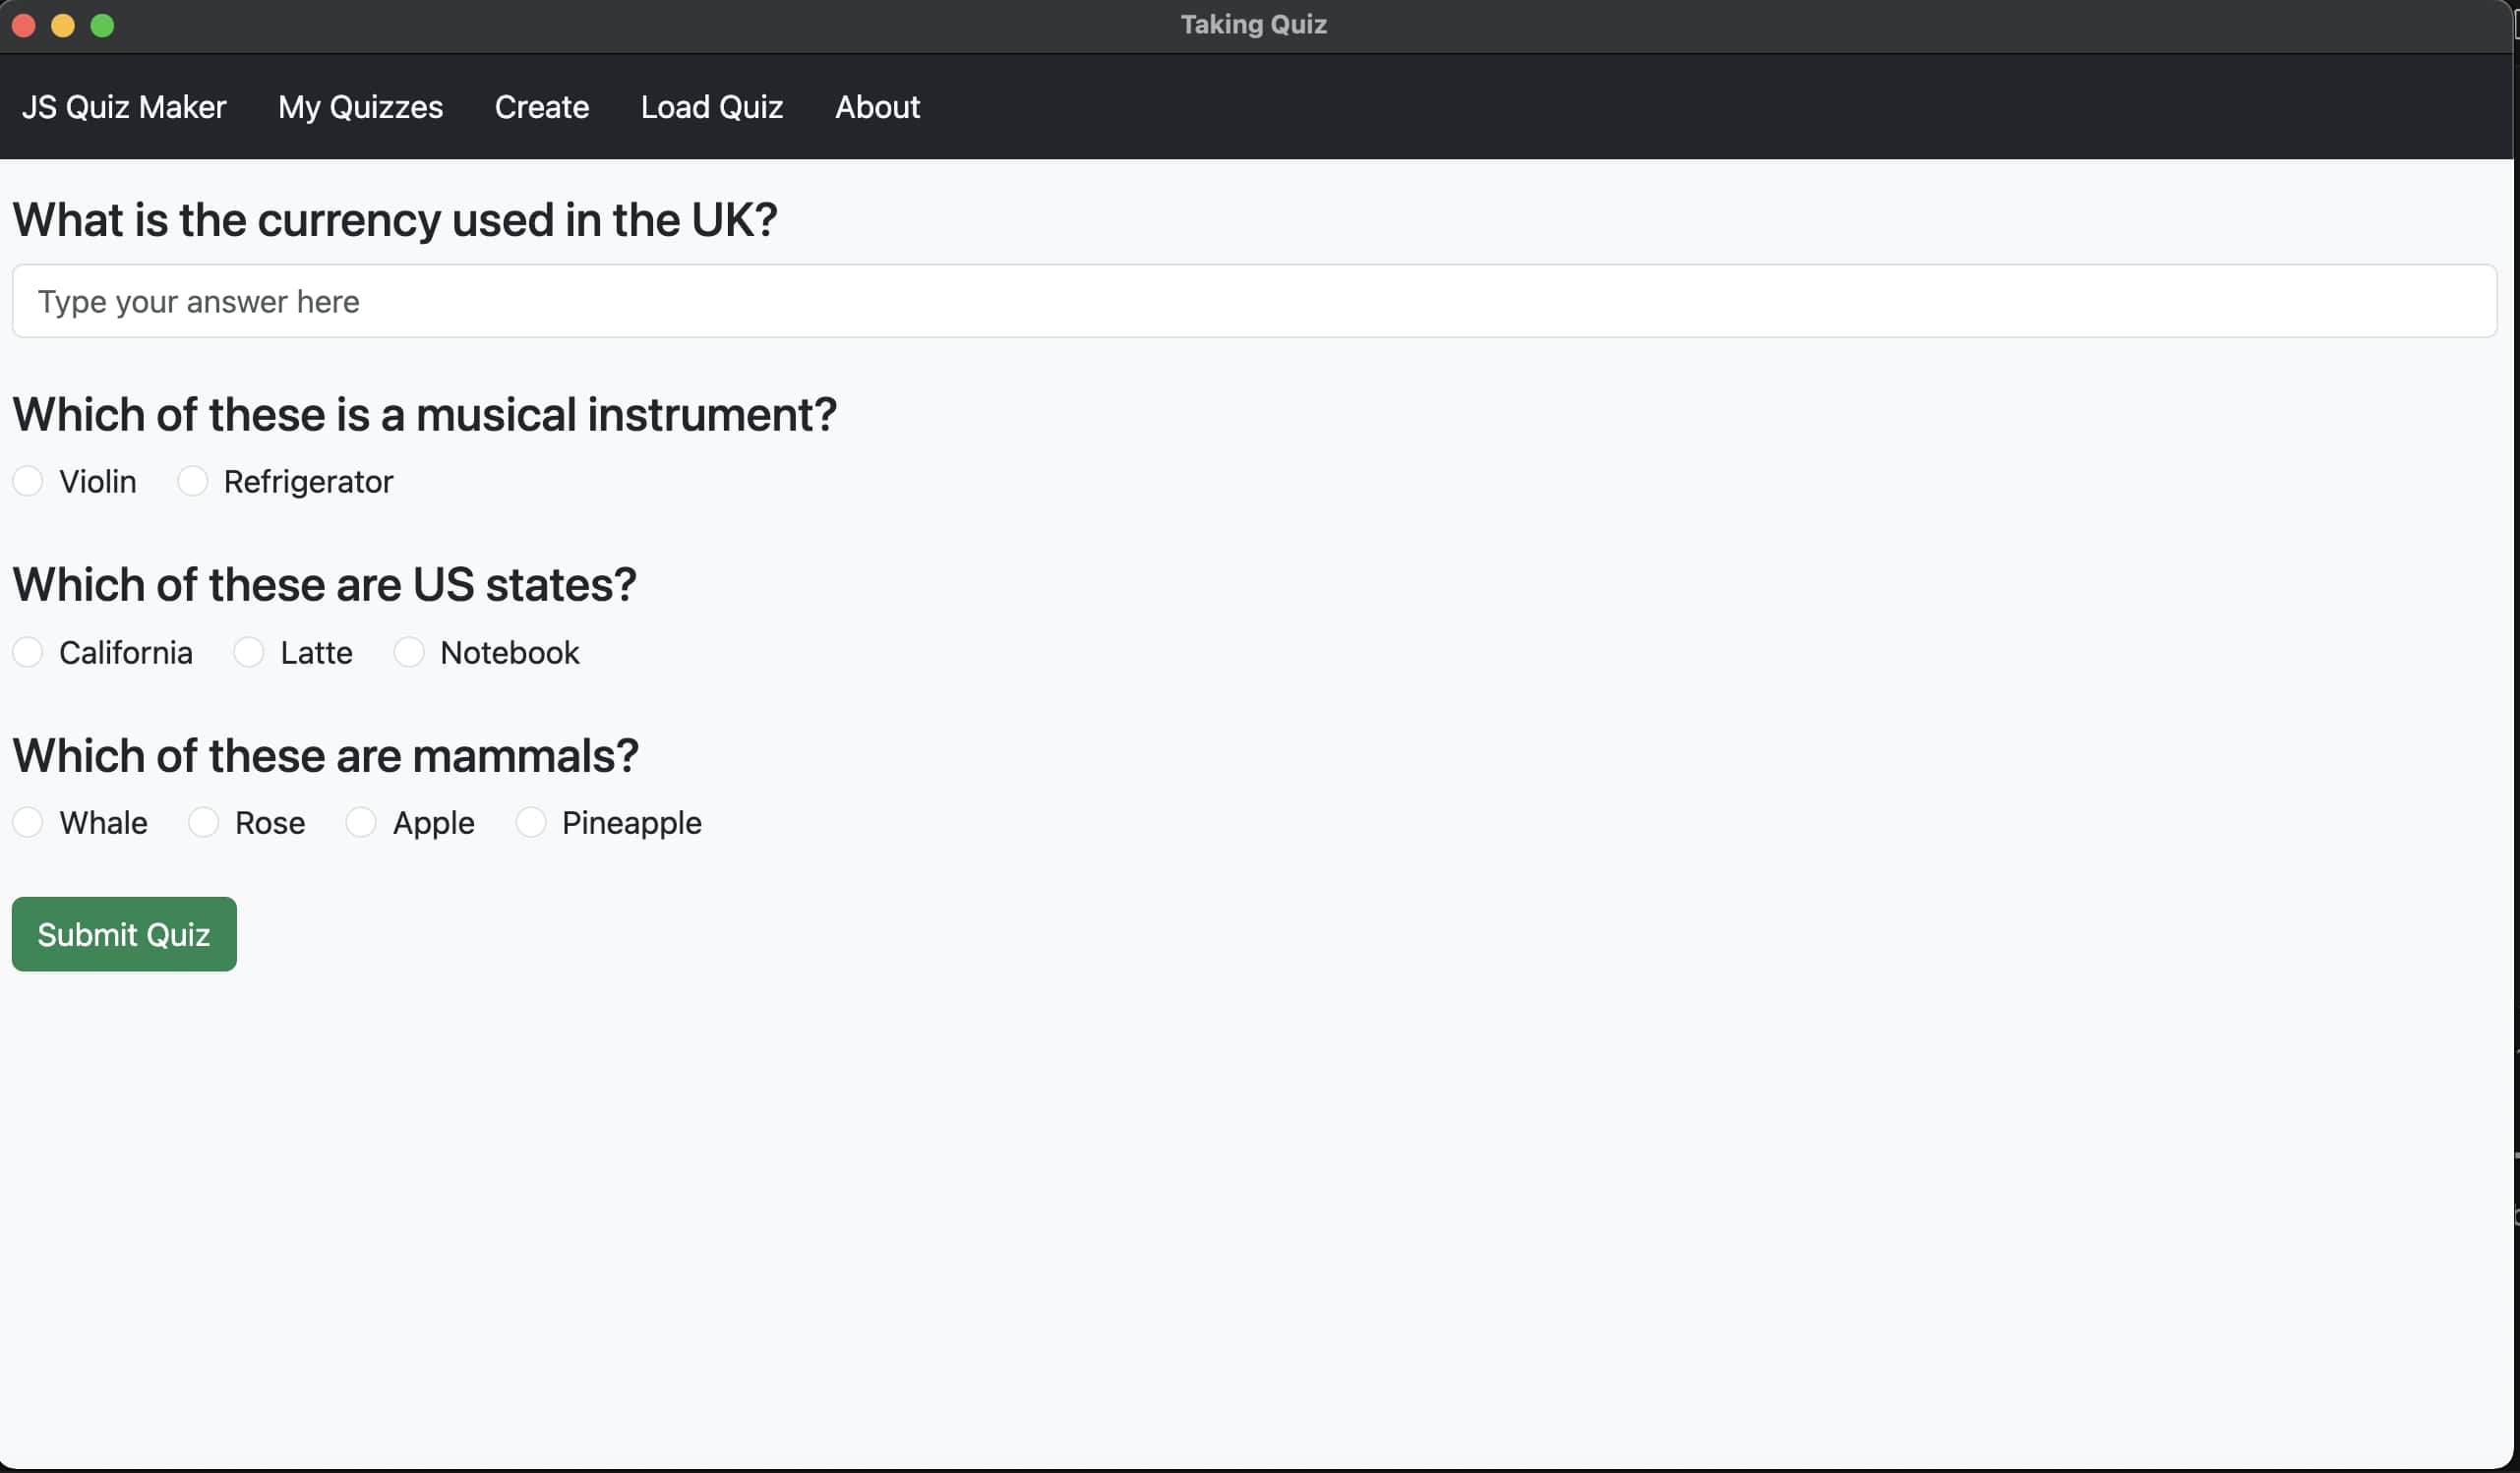 Taking Quiz
JS Quiz Maker My Quizzes Create Load Quiz About
What is the currency used in the UK?
Type your answer here
Which of these is a musical instrument?
Violin Refrigerator
Which of these are US states?
California Latte Notebook
Which of these are mammals?
Whale Rose Apple Pineapple
Submit Quiz